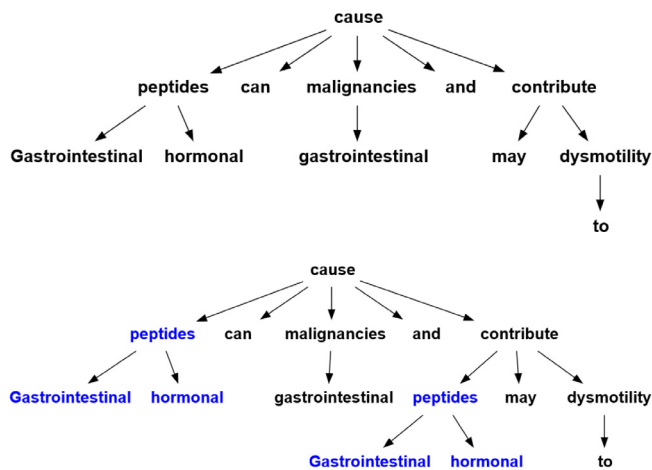 cause
peptides can malignancies and contribute
Gastrointestinal hormonal gastrointestinal may dysmotility
to
cause
peptides can malignancies and contribute
Gastrointestinal hormonal gastrointestinal peptides may dysmotility
Gastrointestinal hormonal to